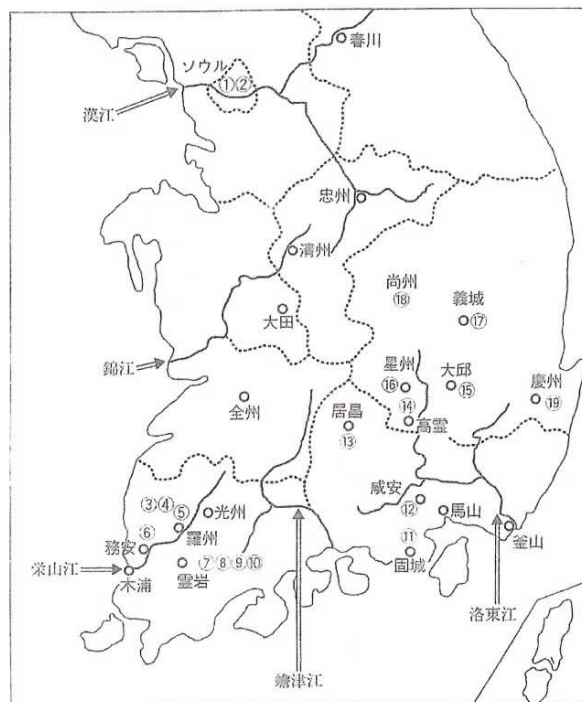 春川
ソウル
①②
漢江
忠州
清州
尚州
⑱
義城
⑰
大田
錦江
星州
⑯
大邱
⑮
慶州
⑲
⑭
高霊
全州
居昌
⑬
咸安
⑫
馬山
③④
⑤
光州
羅州
⑥
務安
釜山
⑪
固城
栄山江
木浦
霊岩
⑦⑧⑨⑩
洛東江
蟾津江